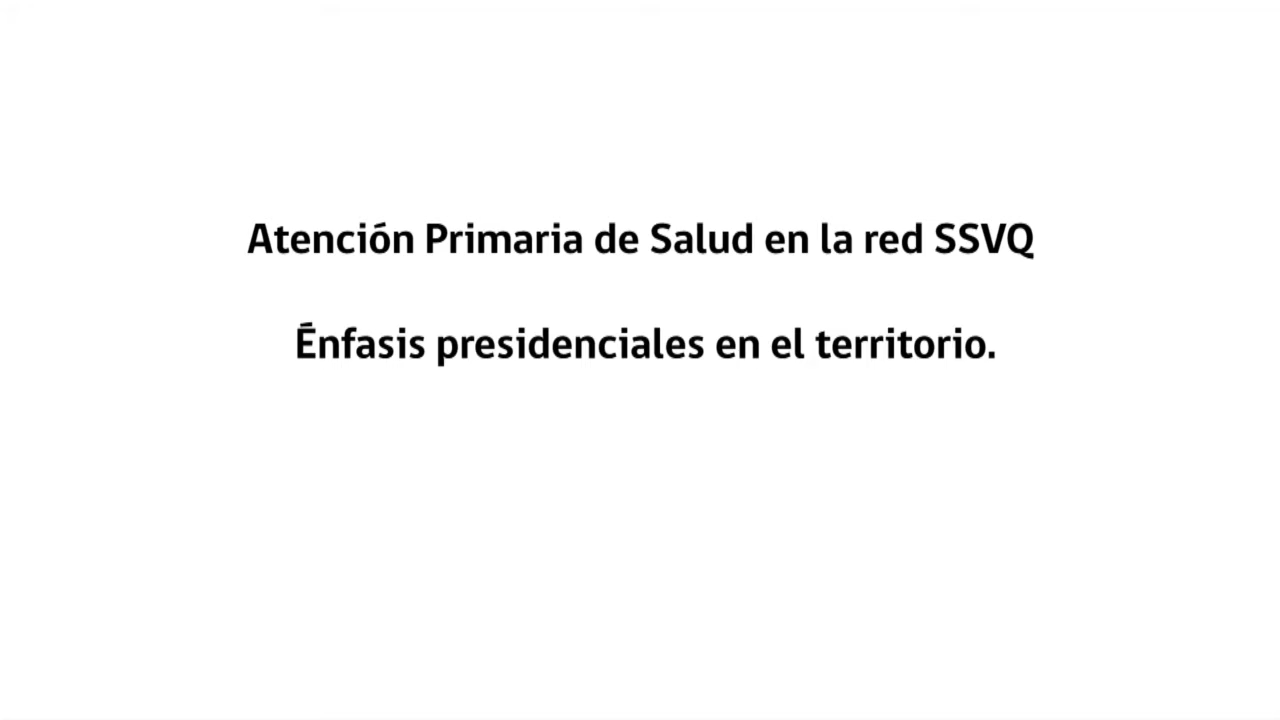 Atención Primaria de Salud en la red SSVQ
Énfasis presidenciales en el territorio.